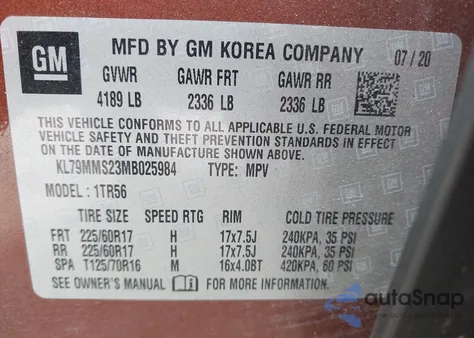 GM MFD BY GM KOREA COMPANY 07/20
GVWR GAWR FRT GAWR RR
4189 LB 2336 LB 2336 LB
THIS VEHICLE CONFORMS TO ALL APPLICABLE U.S. FEDERAL MOTOR
VEHICLE SAFETY AND THEFT PREVENTION STANDARDS IN EFFECT
ON THE DATE OF MANUFACTURE SHOWN ABOVE.
KL79MMS23MB025984 TYPE: MPV
MODEL: 1TR56
TIRE SIZE SPEED RTG RIM COLD TIRE PRESSURE
FRT 225/60R17 H 17x7.5J 240KPA, 35 PSI
RR 225/60R17 H 17x7.5J 240KPA, 35 PSI
SPA T125/70R16 M 16x4.0BT 420KPA, 60 PSI
SEE OWNER'S MANUAL FOR MORE INFORMATION.
autoSnap